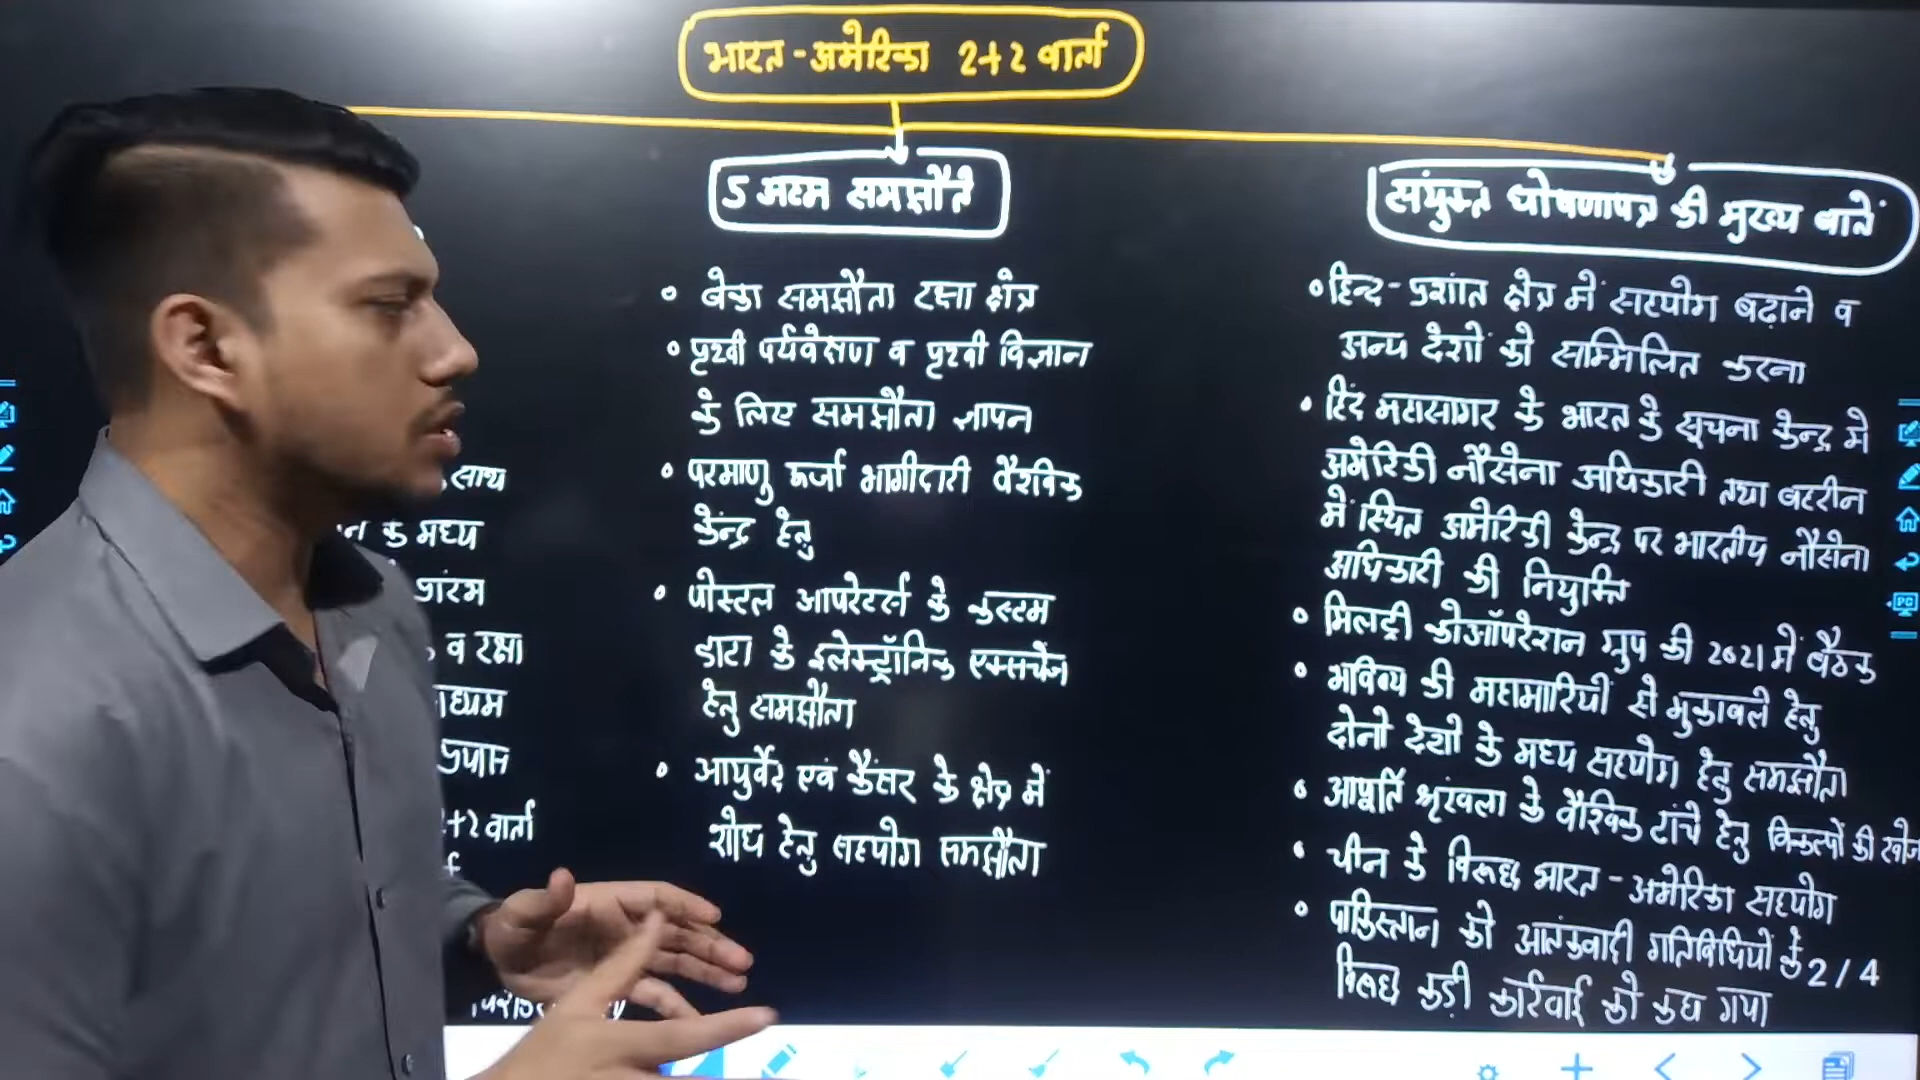 भारत - अमेरिका 2+2 वार्ता
5 अहम समझौते
बेका समझौता रक्षा क्षेत्र
पृथ्वी पर्यवेक्षण व पृथ्वी विज्ञान
के लिए समझौता ज्ञापन
परमाणु ऊर्जा भागीदारी वैश्विक
केन्द्र हेतु
पोस्टल आपरेटर्स के कस्टम
डाटा के इलेक्ट्रॉनिक एक्सचेंज
हेतु समझौता
आयुर्वेद एवं कैंसर के क्षेत्र में
शोध हेतु सहयोग समझौता
संयुक्त घोषणापत्र की मुख्य बातें
हिन्द - प्रशांत क्षेत्र में सहयोग बढ़ाने व
अन्य देशों को सम्मिलित करना
हिंद महासागर के भारत के सूचना केन्द्र में
अमेरिकी नौसेना अधिकारी तथा बहरीन
में स्थित अमेरिकी केन्द्र पर भारतीय नौसेना
अधिकारी की नियुक्ति
मिलट्री कोऑपरेशन ग्रुप की 2021 में बैठक
भविष्य की महामारियों से मुकाबले हेतु
दोनो देशो के मध्य सहयोग हेतु समझौता
आपूर्ति श्रृंखला के वैश्विक ढांचे हेतु विकल्पों की खोज
चीन के विरूद्ध भारत - अमेरिका सहयोग
पाकिस्तान को आतंकवादी गतिविधियों के
विरूद्ध कड़ी कार्रवाई को कहा गया
2/4
साथ
के मध्य
प्रारंभ
व रक्षा
2+2 वार्ता